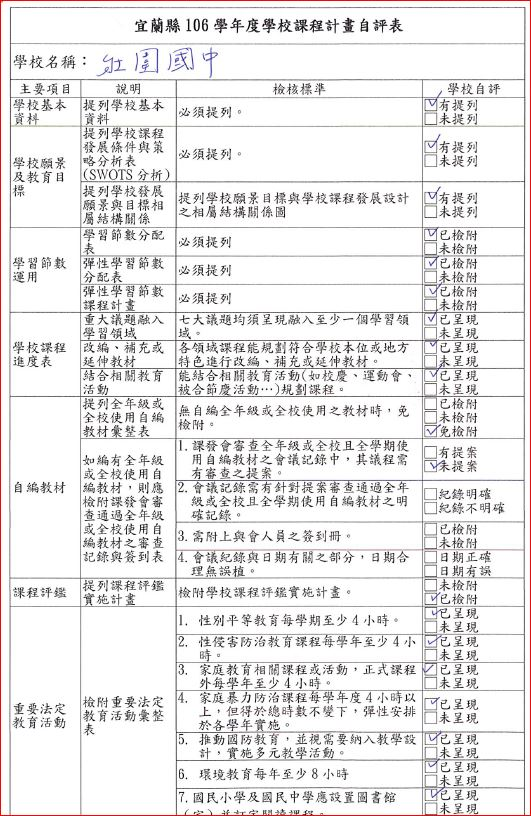 宜蘭縣 106 學年度學校課程計畫自評表
學校名稱：壯圍國中
主要項目 說明 檢核標準 學校自評
學校基本資料
提列學校基本資料
必須提列。
有提列
未提列
學校願景及教育目標
提列學校課程發展條件與策略分析表(SWOTS 分析)
必須提列。
有提列
未提列
提列學校發展願景與目標相屬結構關係
提列學校願景目標與學校課程發展設計之相屬結構關係圖
有提列
未提列
學習節數運用
學習節數分配表
必須提列
已檢附
未檢附
彈性學習節數分配表
必須提列
已檢附
未檢附
彈性學習節數課程計畫
必須提列
已檢附
未檢附
學校課程進度表
重大議題融入學習領域
七大議題均須呈現融入至少一個學習領域。
已呈現
未呈現
改編、補充或延伸教材
各領域課程能規劃符合學校本位或地方特色進行改編、補充或延伸教材。
已呈現
未呈現
結合相關教育活動
能結合相關教育活動(如校慶、運動會、被合節慶活動…)規劃課程。
已呈現
未呈現
自編教材
提列全年級或全校使用自編教材彙整表
無自編全年級或全校使用之教材時，免檢附。
已檢附
未檢附
免檢附
如編有全年級或全校使用自編教材，則應檢附課發會審查通過全年級或全校使用自編教材之審查記錄與簽到表
1. 課發會審查全年級或全校且全學期使用自編教材之會議記錄中，其議程需有審查之提案。
有提案
未提案
2. 會議記錄需有針對提案審查通過全年級或全校且全學期使用自編教材之明確記錄。
紀錄明確
紀錄不明確
3. 需附上與會人員之簽到冊。
已檢附
未檢附
4. 會議紀錄與日期有關之部分，日期合理無誤植。
日期正確
日期有誤
課程評鑑
提列課程評鑑實施計畫
檢附學校課程評鑑實施計畫。
未檢附
已檢附
重要法定教育活動
檢附重要法定教育活動彙整表
1. 性別平等教育每學期至少 4 小時。
已呈現
未呈現
2. 性侵害防治教育課程每學年至少 4 小時。
已呈現
未呈現
3. 家庭教育相關課程或活動，正式課程外每學年至少 4 小時。
已呈現
未呈現
4. 家庭暴力防治課程每學年度 4 小時以上，但得於總時數不變下，彈性安排於各學年實施。
已呈現
未呈現
5. 推動國防教育，並視需要納入教學設計，實施多元教學活動。
已呈現
未呈現
6. 環境教育每年至少 8 小時
已呈現
未呈現
7. 國民小學及國民中學應設置圖書館
已呈現
未呈現